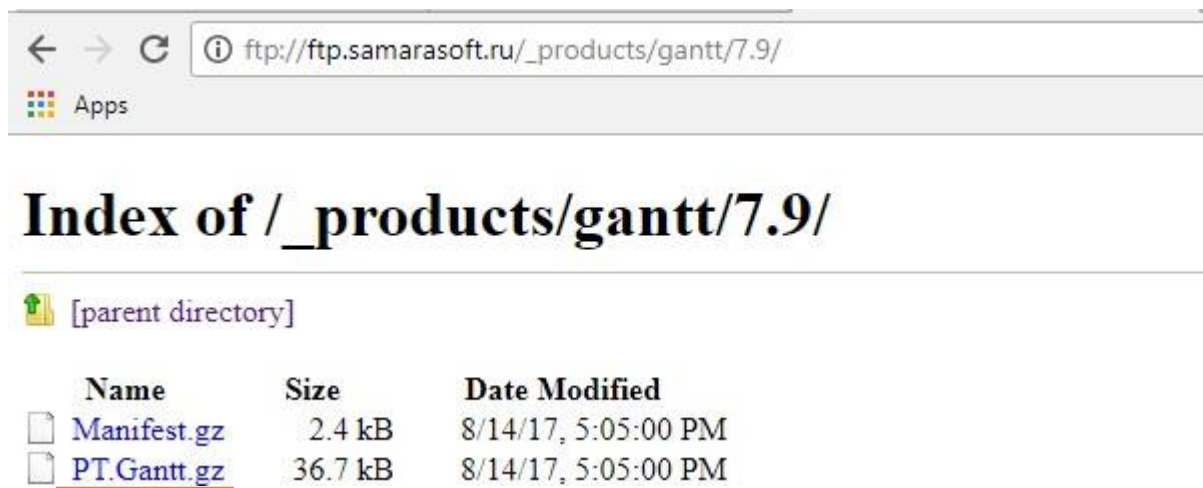 ftp://ftp.samarasoft.ru/_products/gantt/7.9/
Apps
Index of /_products/gantt/7.9/
[parent directory]
Name Size Date Modified
Manifest.gz 2.4 kB 8/14/17, 5:05:00 PM
PT.Gantt.gz 36.7 kB 8/14/17, 5:05:00 PM